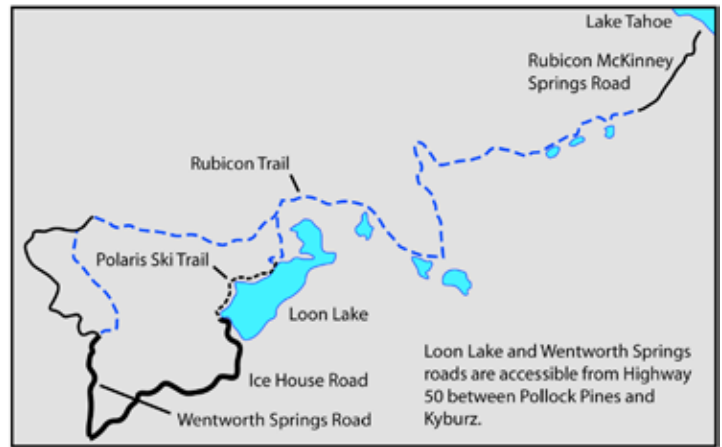 Lake Tahoe
Rubicon McKinney
Springs Road
Rubicon Trail
Polaris Ski Trail
Loon Lake
Ice House Road
Wentworth Springs Road
Loon Lake and Wentworth Springs
roads are accessible from Highway
50 between Pollock Pines and
Kyburz.